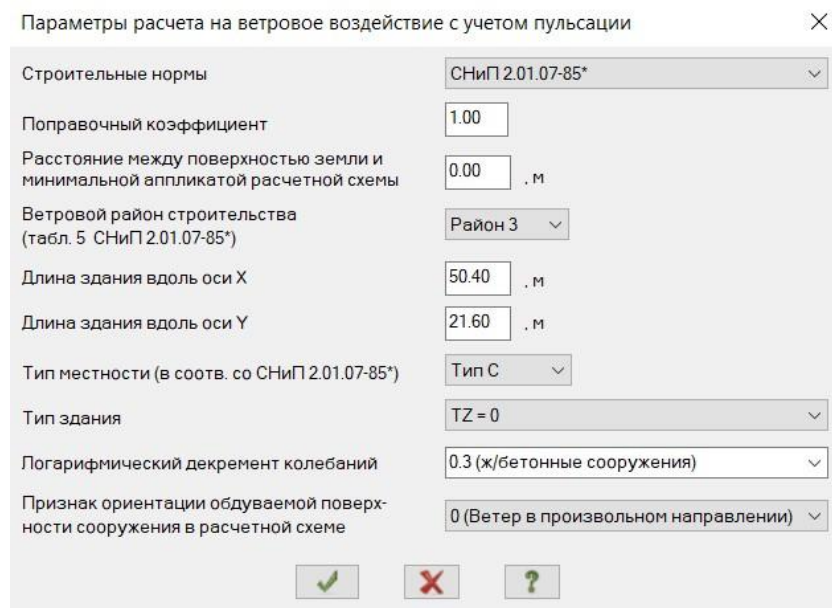 Параметры расчета на ветровое воздействие с учетом пульсации
Строительные нормы
СНиП 2.01.07-85*
Поправочный коэффициент
1.00
Расстояние между поверхностью земли и
минимальной аппликатой расчетной схемы
0.00 , м
Ветровой район строительства
(табл. 5 СНиП 2.01.07-85*)
Район 3
Длина здания вдоль оси X
50.40 , м
Длина здания вдоль оси Y
21.60 , м
Тип местности (в соотв. со СНиП 2.01.07-85*)
Тип С
Тип здания
TZ = 0
Логарифмический декремент колебаний
0.3 (ж/бетонные сооружения)
Признак ориентации обдуваемой поверх-
ности сооружения в расчетной схеме
0 (Ветер в произвольном направлении)
?